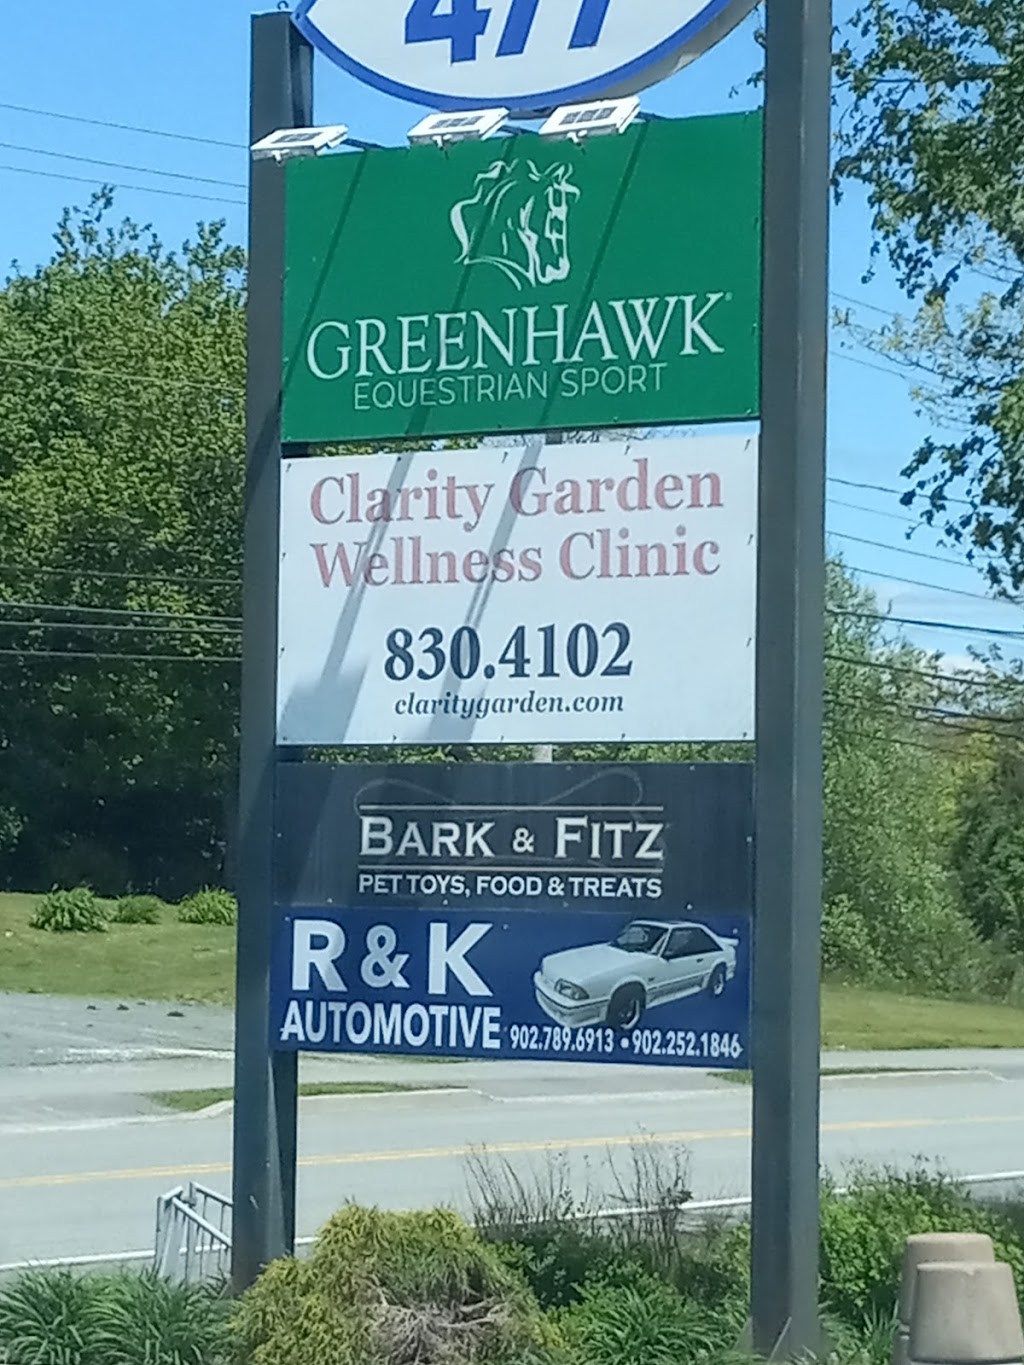 477
GREENHAWK
EQUESTRIAN SPORT
Clarity Garden
Wellness Clinic
830.4102
claritygarden.com
BARK & FITZ
PET TOYS, FOOD & TREATS
R & K
AUTOMOTIVE 902.789.6913 • 902.252.1846